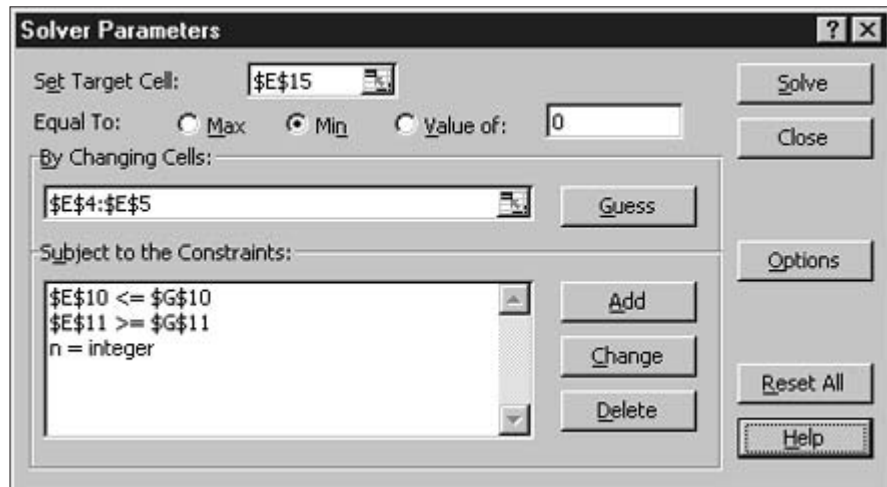 Solver Parameters
Set Target Cell: $E$15 Solve
Equal To: Max Min Value of: 0 Close
By Changing Cells:
$E$4:$E$5 Guess
Subject to the Constraints: Options
$E$10 <= $G$10 Add
$E$11 >= $G$11
n = integer
Change
Reset All
Delete
Help